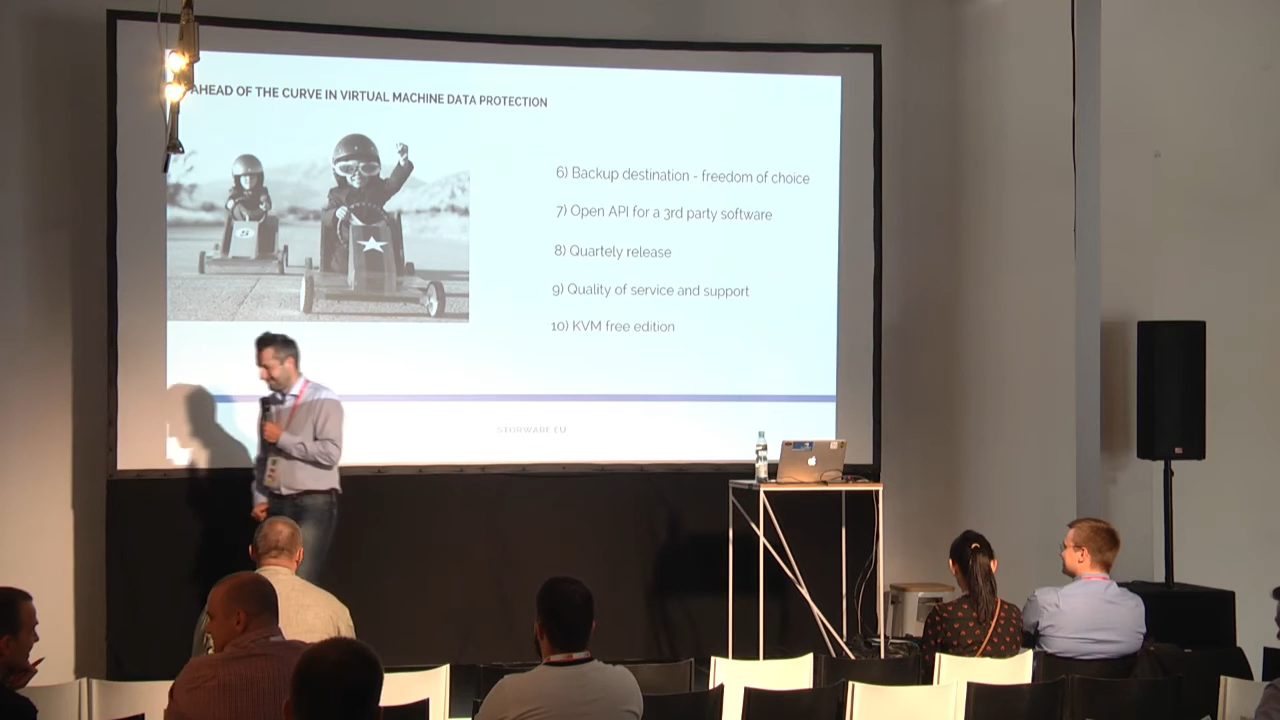 AHEAD OF THE CURVE IN VIRTUAL MACHINE DATA PROTECTION
6) Backup destination - freedom of choice
7) Open API for a 3rd party software
8) Quartely release
9) Quality of service and support
10) KVM free edition
STORWARE.EU